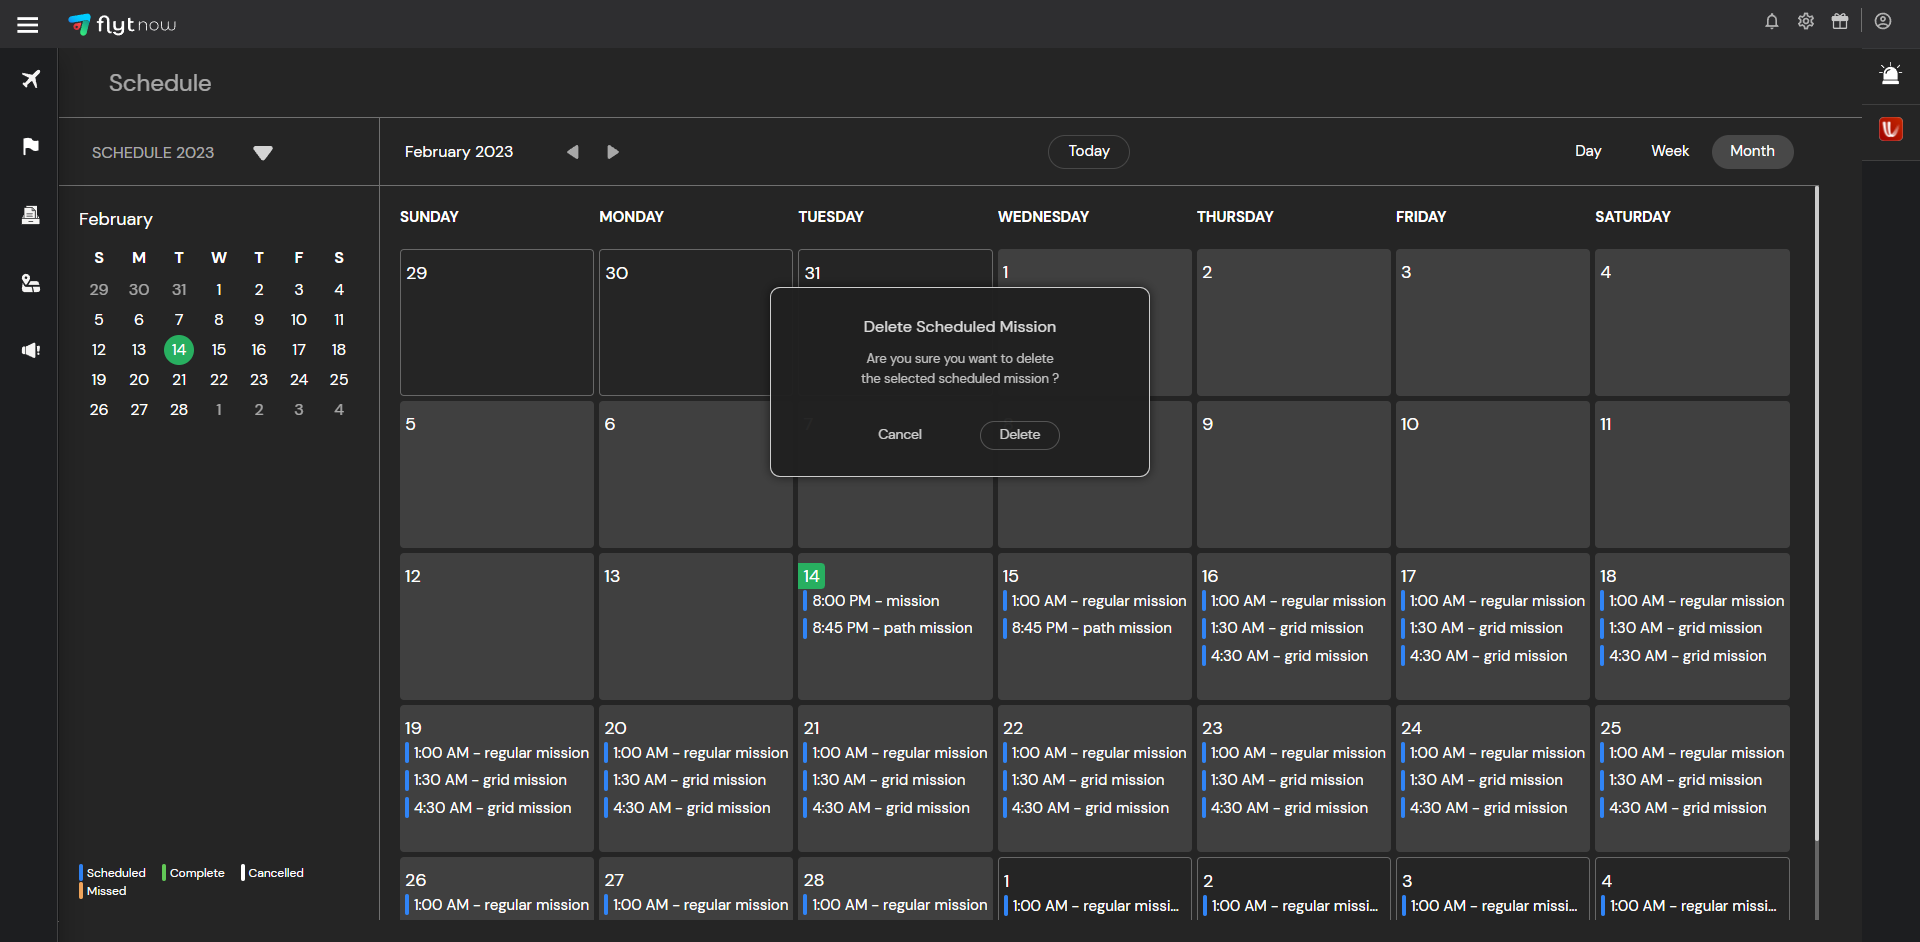 flytnow
Schedule
SCHEDULE 2023
February 2023
Today
Day
Week
Month
February
S M T W T F S
29 30 31 1 2 3 4
5 6 7 8 9 10 11
12 13 14 15 16 17 18
19 20 21 22 23 24 25
26 27 28 1 2 3 4
Scheduled
Complete
Cancelled
Missed
SUNDAY MONDAY TUESDAY WEDNESDAY THURSDAY FRIDAY SATURDAY
29 30 31 1 2 3 4
Delete Scheduled Mission
Are you sure you want to delete
the selected scheduled mission ?
Cancel
Delete
5 6 7 8 9 10 11
12
13
14
8:00 PM - mission
8:45 PM - path mission
15
1:00 AM - regular mission
8:45 PM - path mission
16
1:00 AM - regular mission
1:30 AM - grid mission
4:30 AM - grid mission
17
1:00 AM - regular mission
1:30 AM - grid mission
4:30 AM - grid mission
18
1:00 AM - regular mission
1:30 AM - grid mission
4:30 AM - grid mission
19
1:00 AM - regular mission
1:30 AM - grid mission
4:30 AM - grid mission
20
1:00 AM - regular mission
1:30 AM - grid mission
4:30 AM - grid mission
21
1:00 AM - regular mission
1:30 AM - grid mission
4:30 AM - grid mission
22
1:00 AM - regular mission
1:30 AM - grid mission
4:30 AM - grid mission
23
1:00 AM - regular mission
1:30 AM - grid mission
4:30 AM - grid mission
24
1:00 AM - regular mission
1:30 AM - grid mission
4:30 AM - grid mission
25
1:00 AM - regular mission
1:30 AM - grid mission
4:30 AM - grid mission
26
1:00 AM - regular mission
27
1:00 AM - regular mission
28
1:00 AM - regular mission
1
1:00 AM - regular missi...
2
1:00 AM - regular missi...
3
1:00 AM - regular missi...
4
1:00 AM - regular missi...